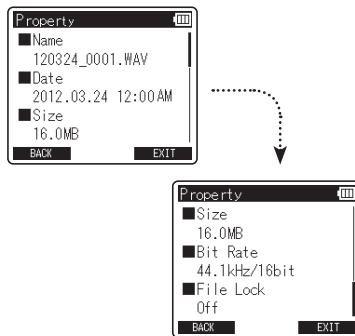 Property
■Name
120324_0001.WAV
■Date
2012.03.24 12:00AM
■Size
16.0MB
BACK EXIT
Property
■Size
16.0MB
■Bit Rate
44.1kHz/16bit
■File Lock
Off
BACK EXIT